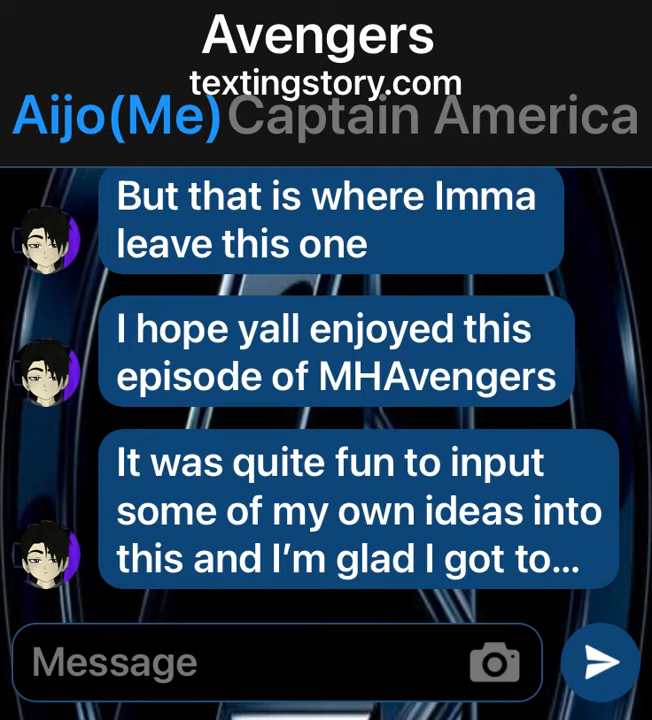 Avengers
textingstory.com
Aijo(Me) Captain America
But that is where Imma
leave this one
I hope yall enjoyed this
episode of MHAvengers
It was quite fun to input
some of my own ideas into
this and I’m glad I got to...
Message